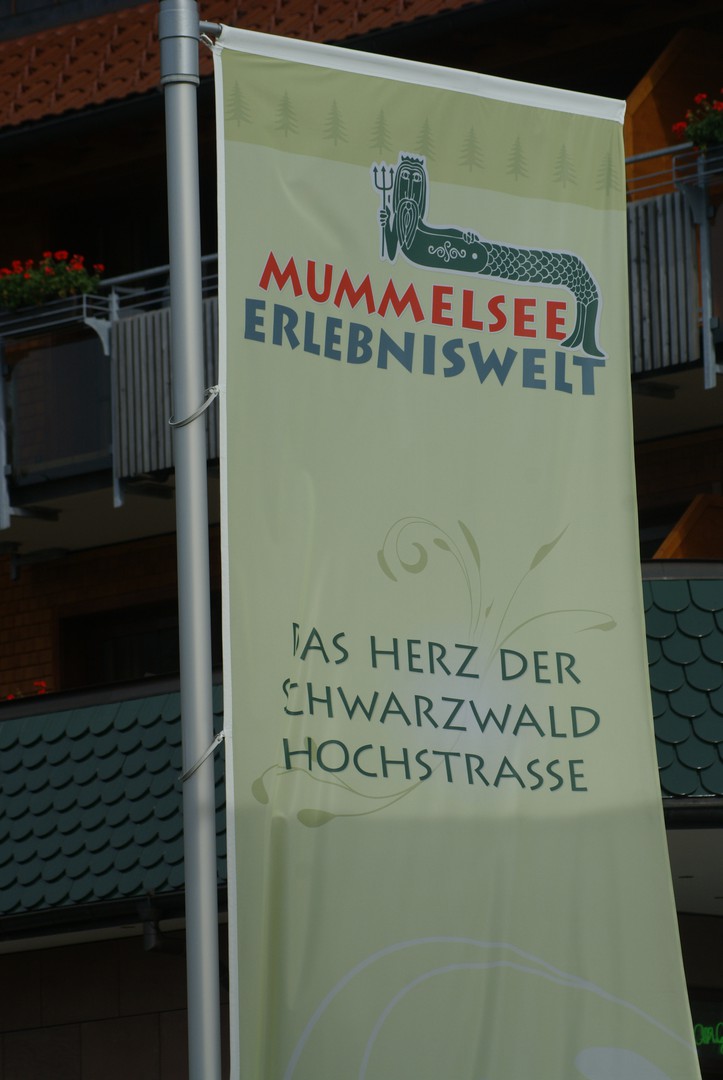 MUMMELSEE
ERLEBNISWELT
DAS HERZ DER
SCHWARZWALD
HOCHSTRASSE